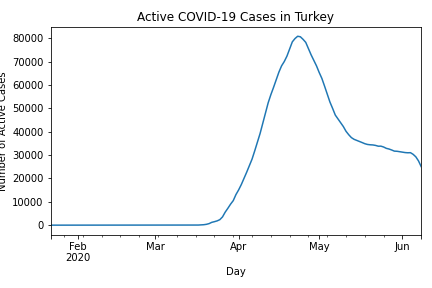 Active COVID-19 Cases in Turkey
Number of Active Cases
80000
70000
60000
50000
40000
30000
20000
10000
0
Feb Mar Apr May Jun
2020
Day